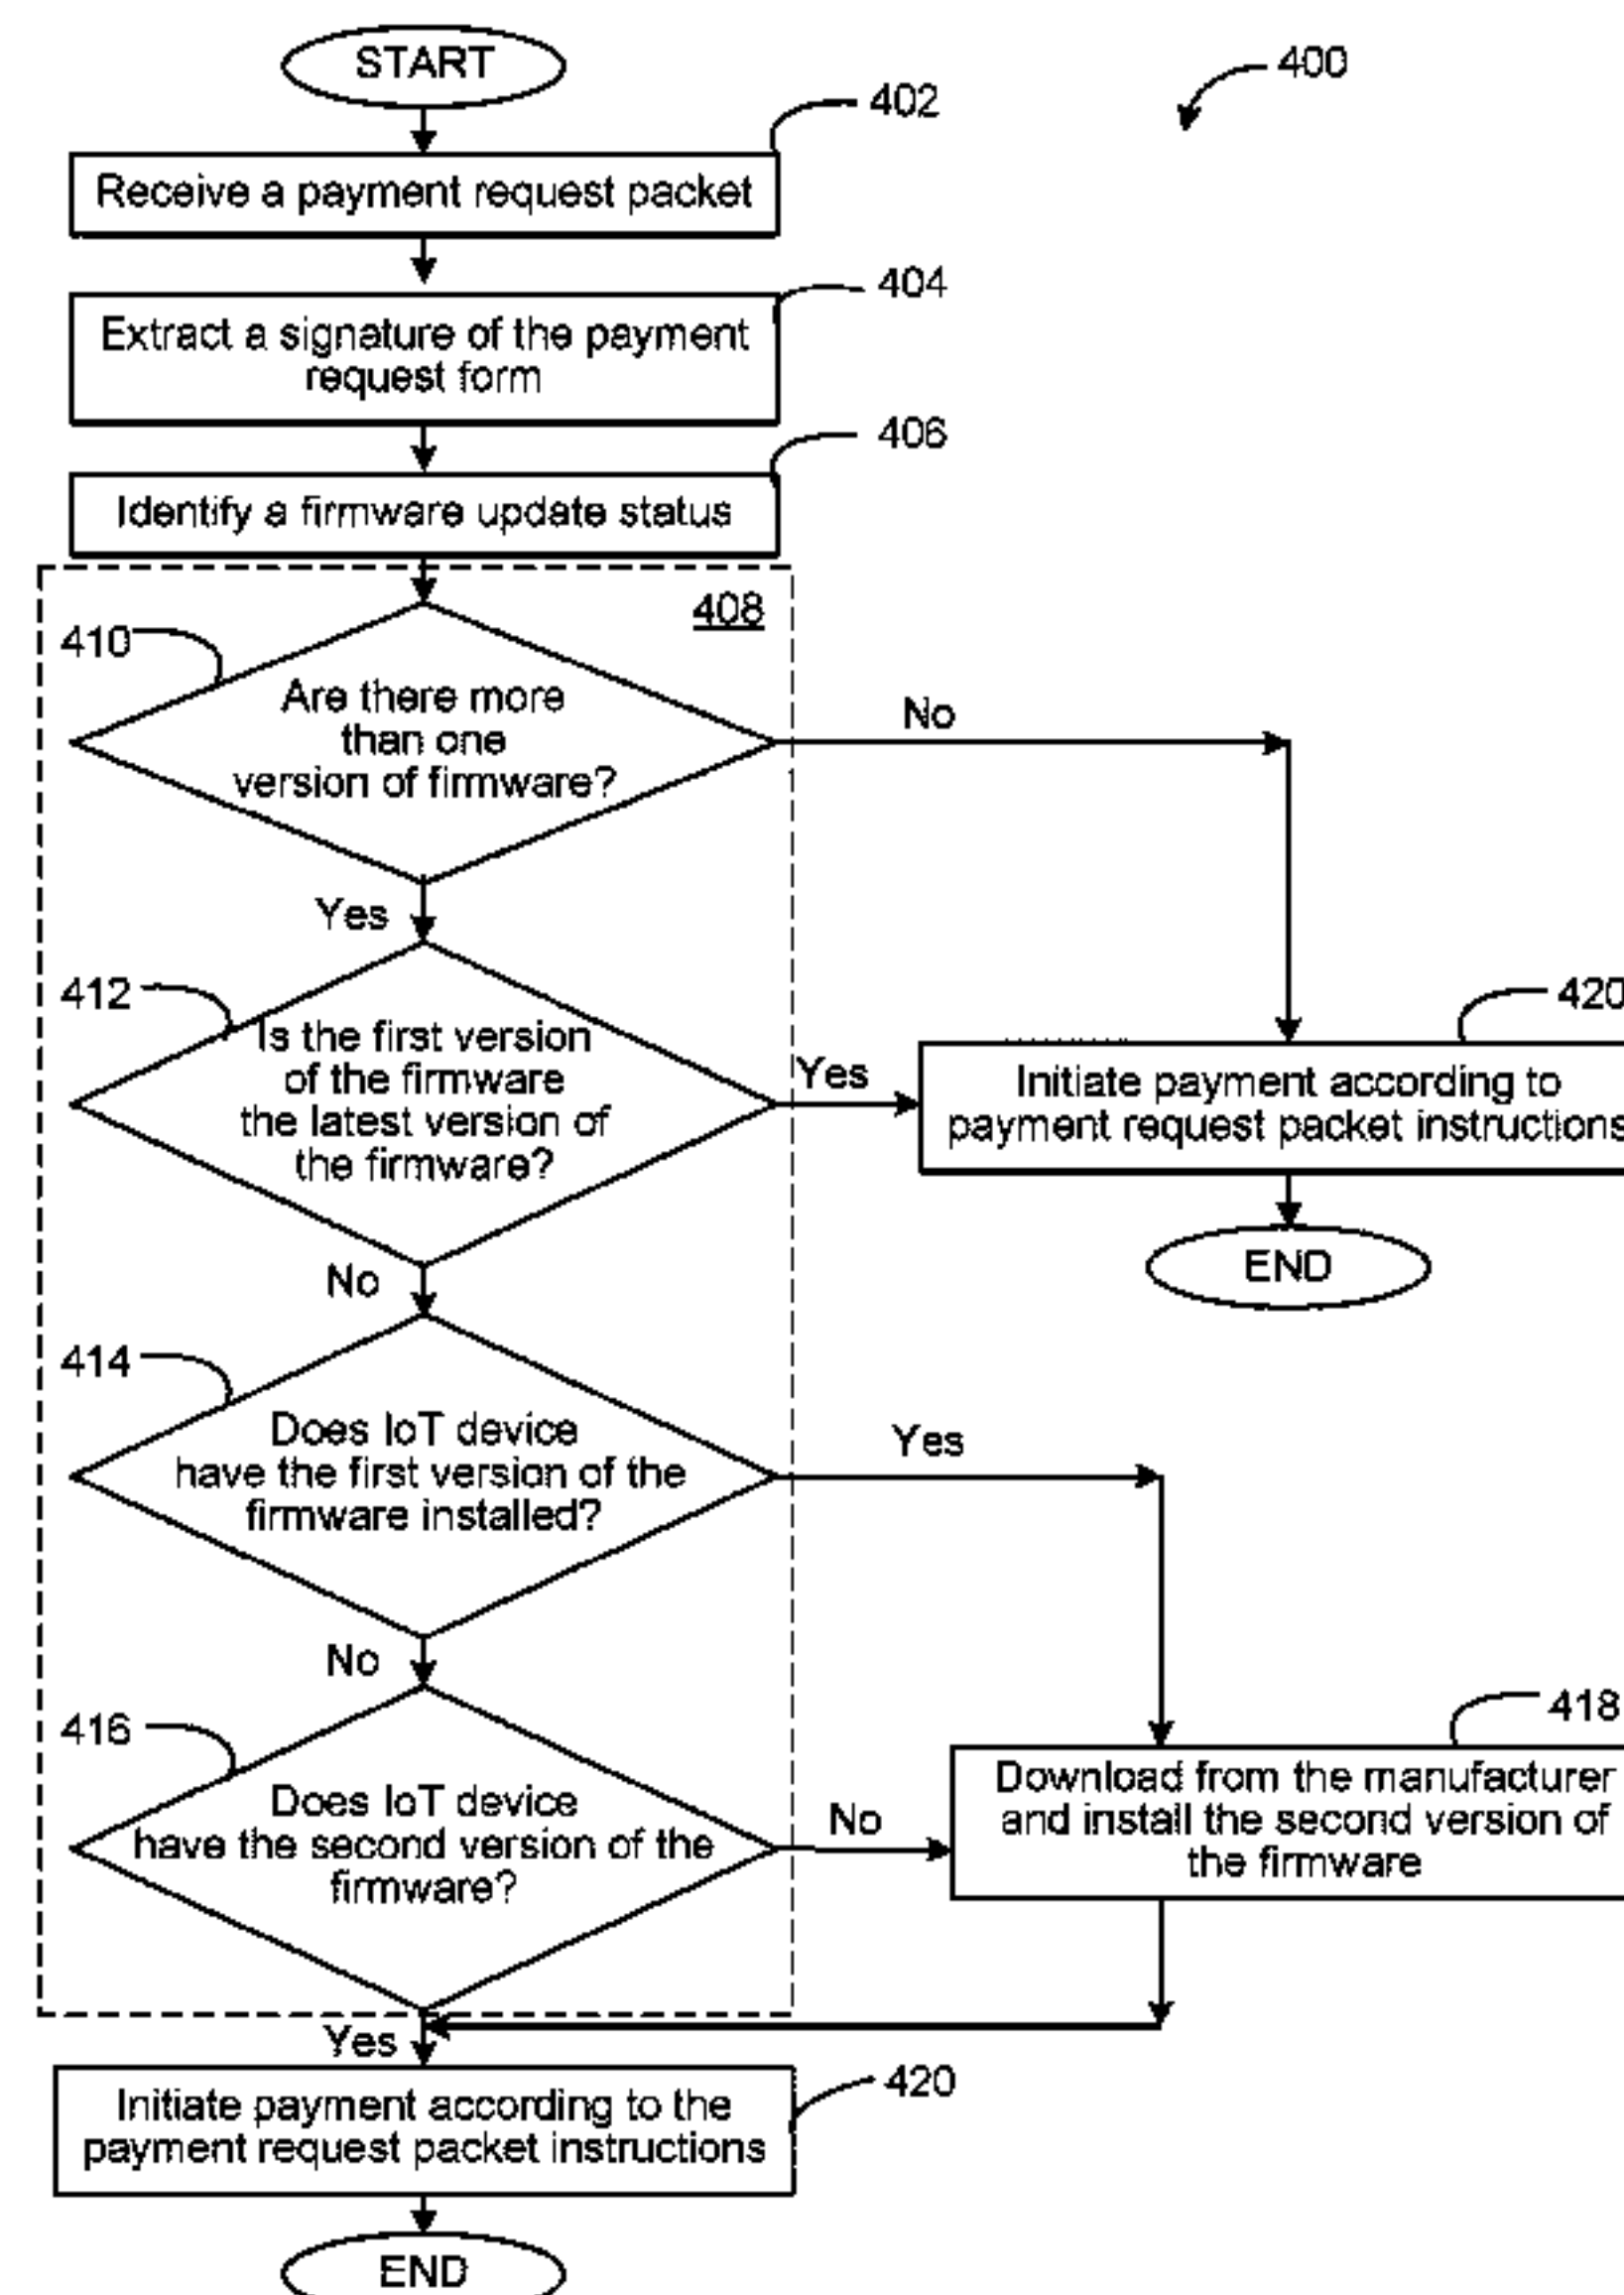 START
400
402
Receive a payment request packet
404
Extract a signature of the payment
request form
406
Identify a firmware update status
408
410
Are there more
than one
version of firmware?
No
Yes
412
Is the first version
of the firmware
the latest version of
the firmware?
Yes
420
Initiate payment according to
payment request packet instructions
END
No
414
Does IoT device
have the first version of the
firmware installed?
Yes
No
416
Does IoT device
have the second version of the
firmware?
No
418
Download from the manufacturer
and install the second version of
the firmware
Yes
420
Initiate payment according to the
payment request packet instructions
END